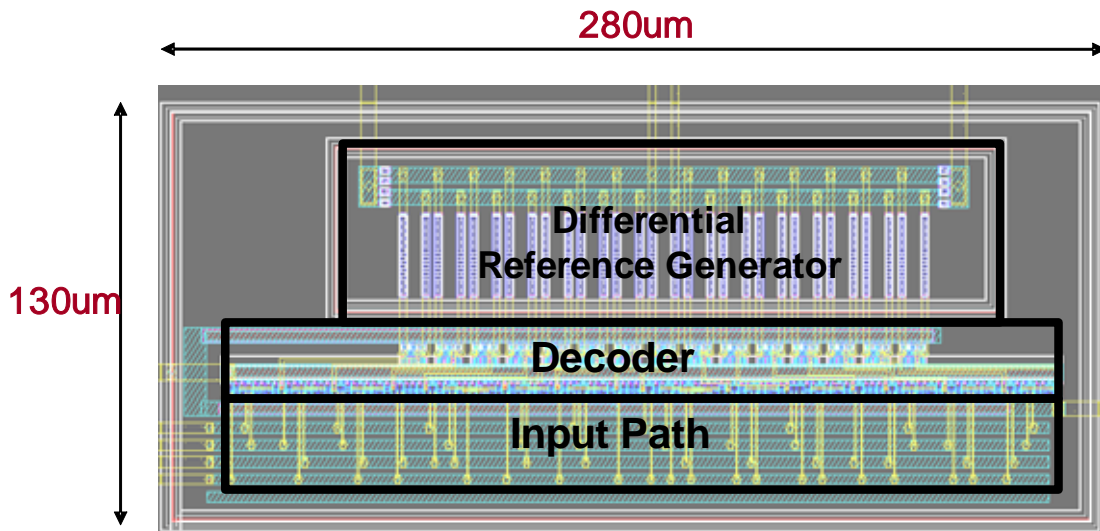 280um
130um
Differential
Reference Generator
Decoder
Input Path